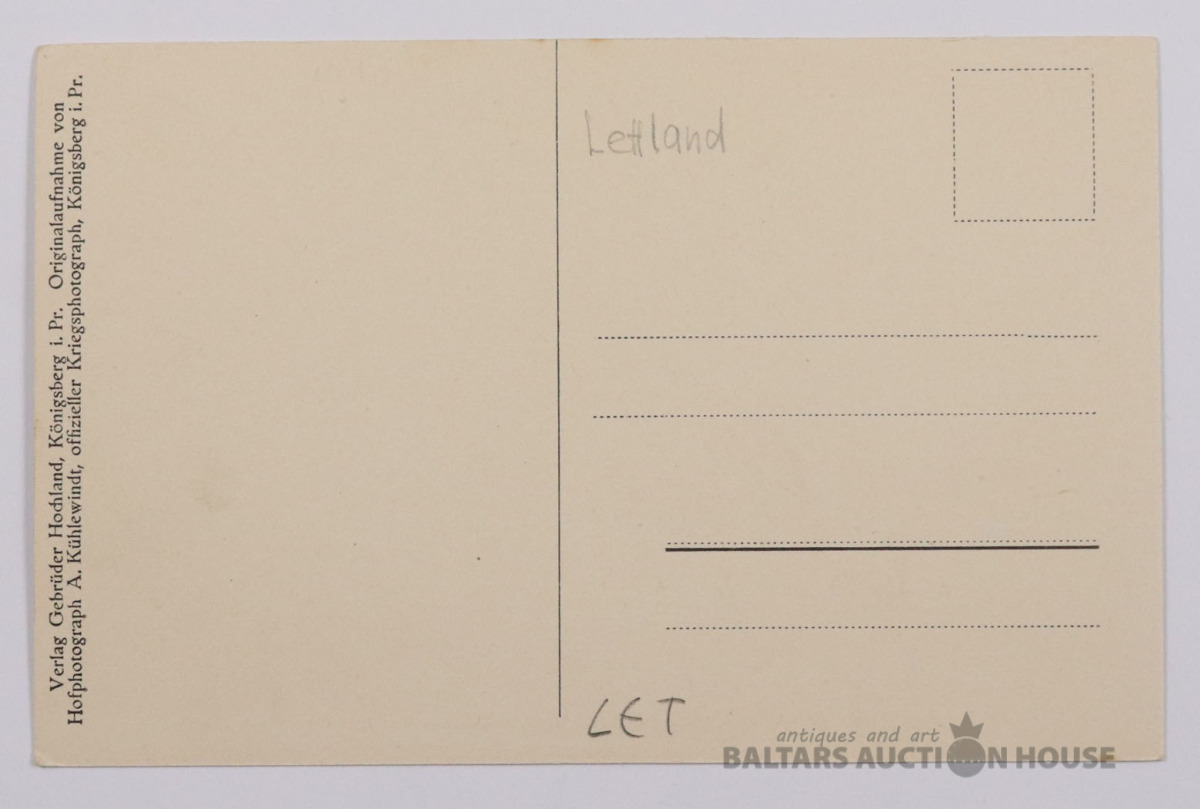 Verlag Gebrüder Hochland, Königsberg i. Pr. Originalaufnahme von
Hofphotograph A. Kühlewindt, offizieller Kriegsphotograph, Königsberg i. Pr.
Lettland
LET
antiques and art
BALTARS AUCTION HOUSE